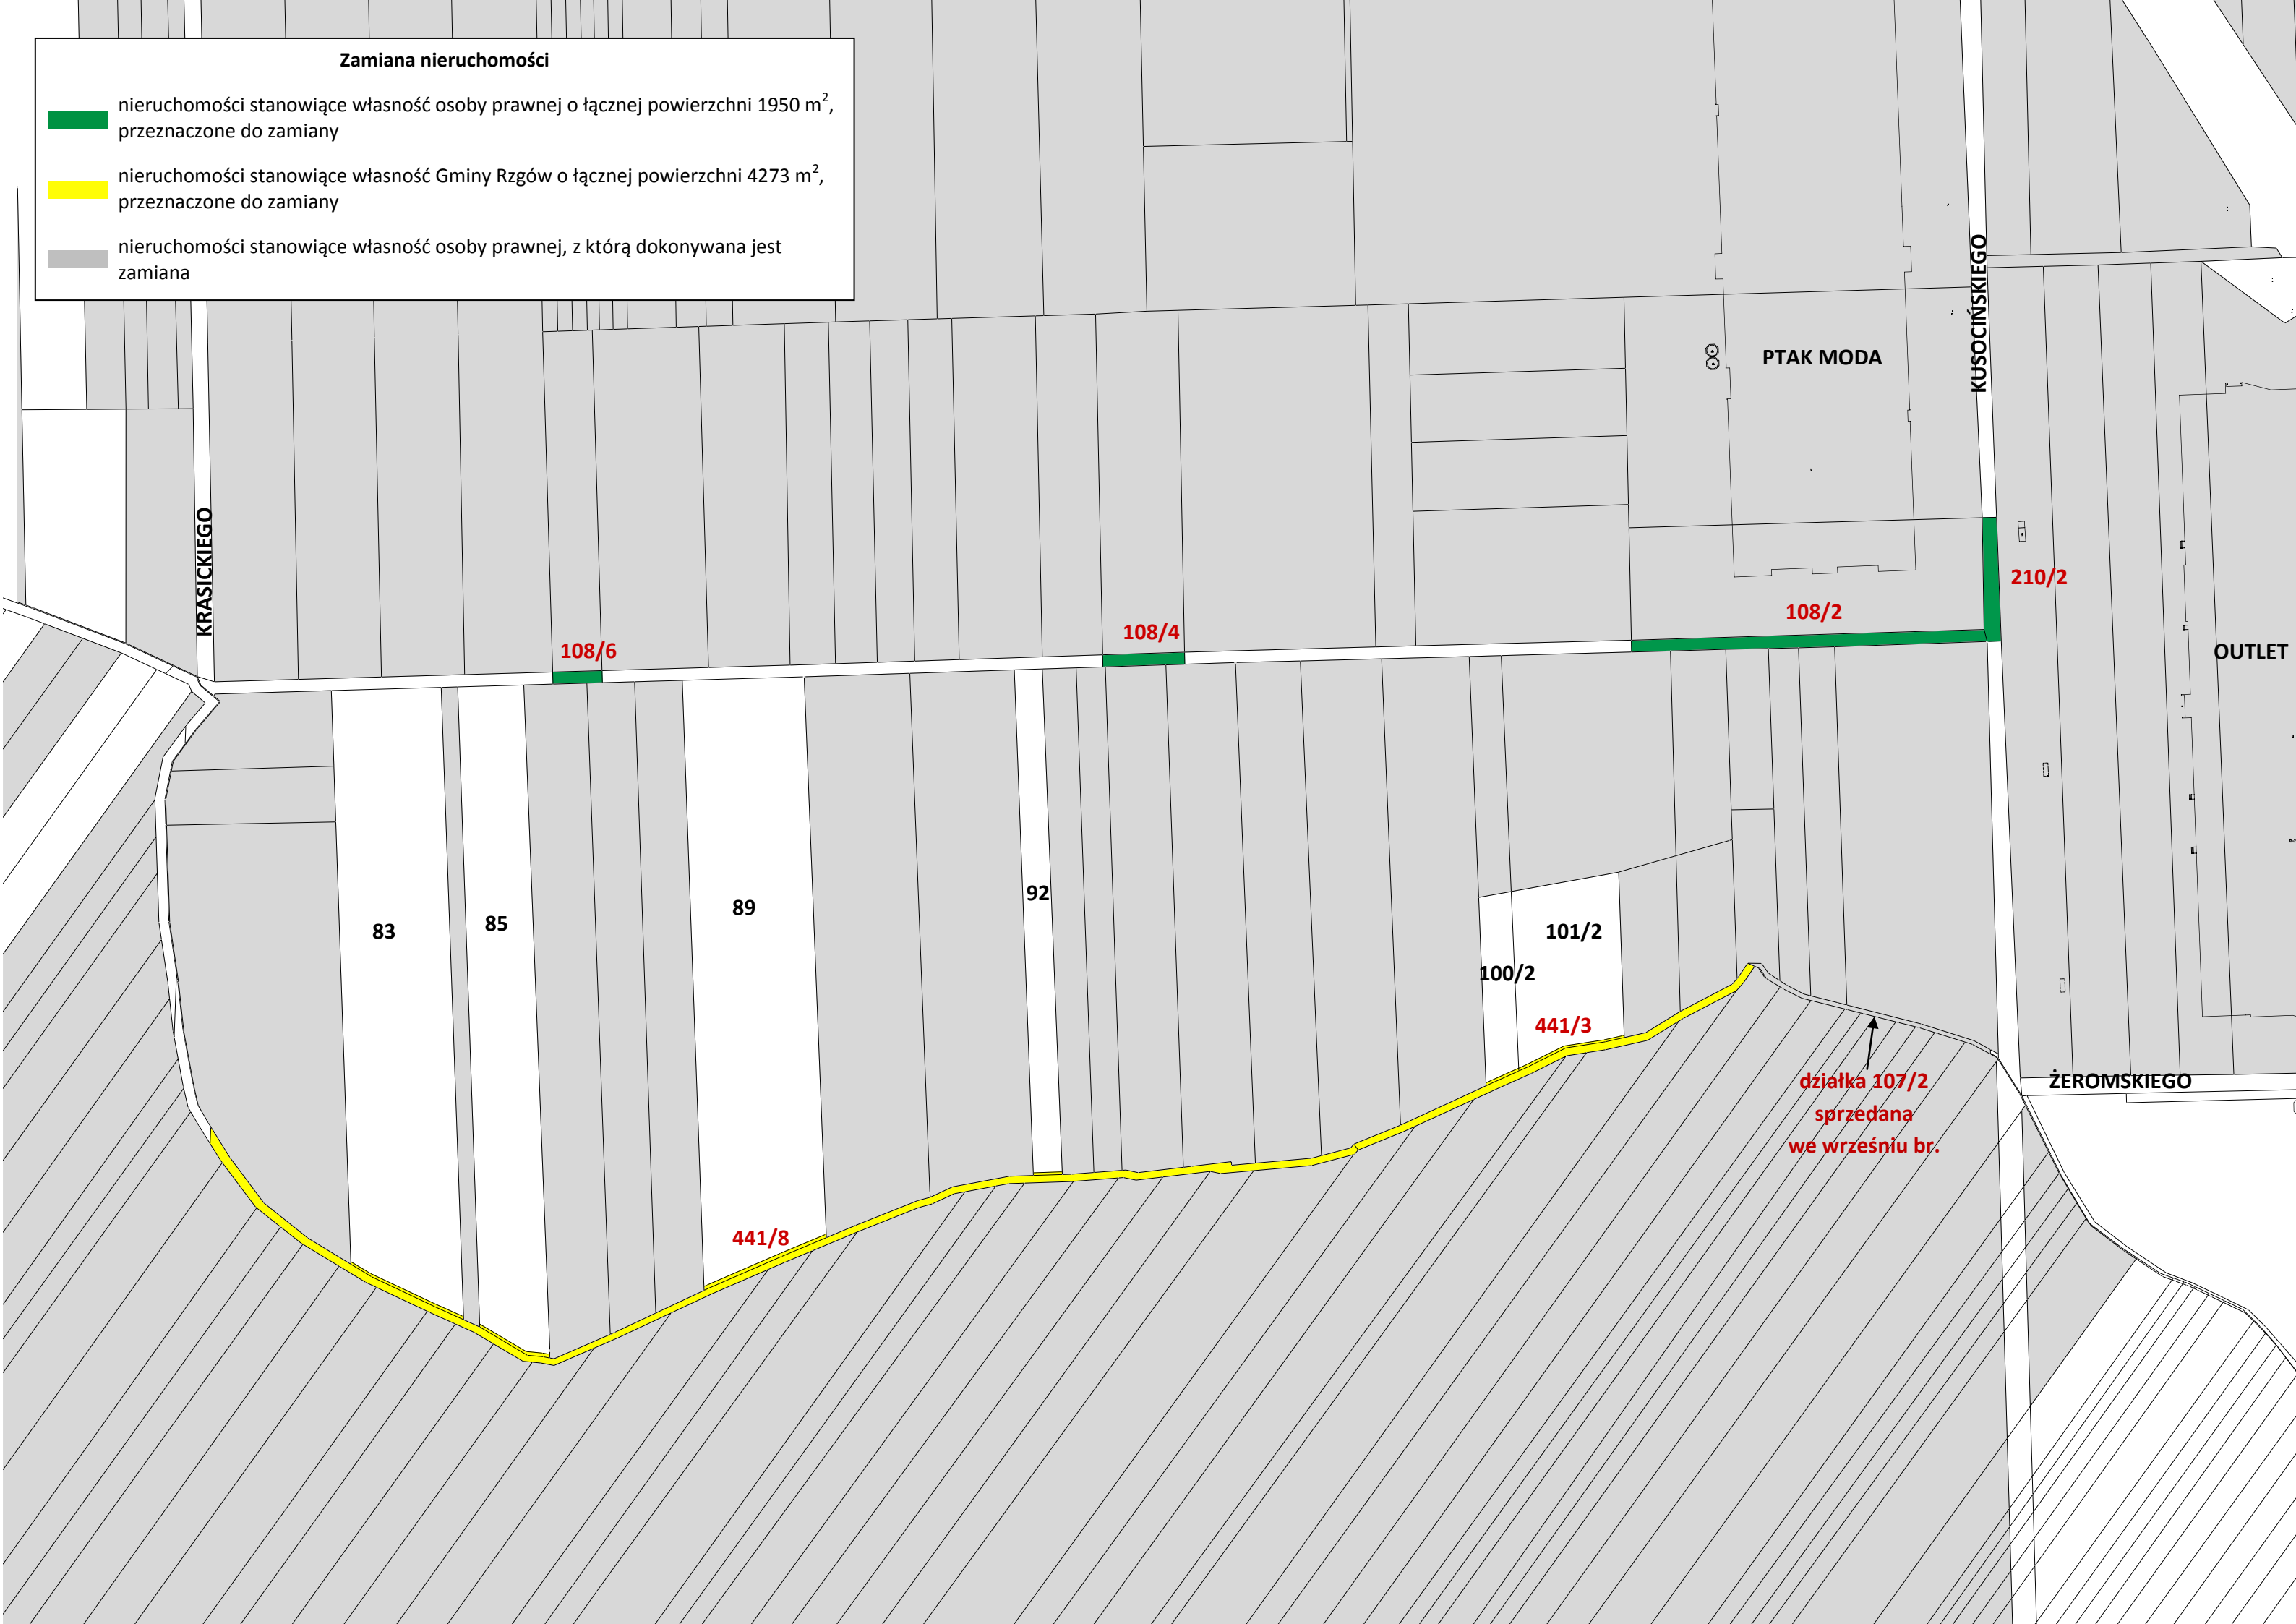 Zamiana nieruchomości
nieruchomości stanowiące własność osoby prawnej o łącznej powierzchni 1950 m²,
przeznaczone do zamiany
nieruchomości stanowiące własność Gminy Rzgów o łącznej powierzchni 4273 m²,
przeznaczone do zamiany
nieruchomości stanowiące własność osoby prawnej, z którą dokonywana jest
zamiana
KUSOCIŃSKIEGO
PTAK MODA
KRASICKIEGO
210/2
108/2
108/4
108/6
OUTLET
92
89
85
83
101/2
100/2
441/3
działka 107/2
sprzedana
we wrześniu br.
ŻEROMSKIEGO
441/8